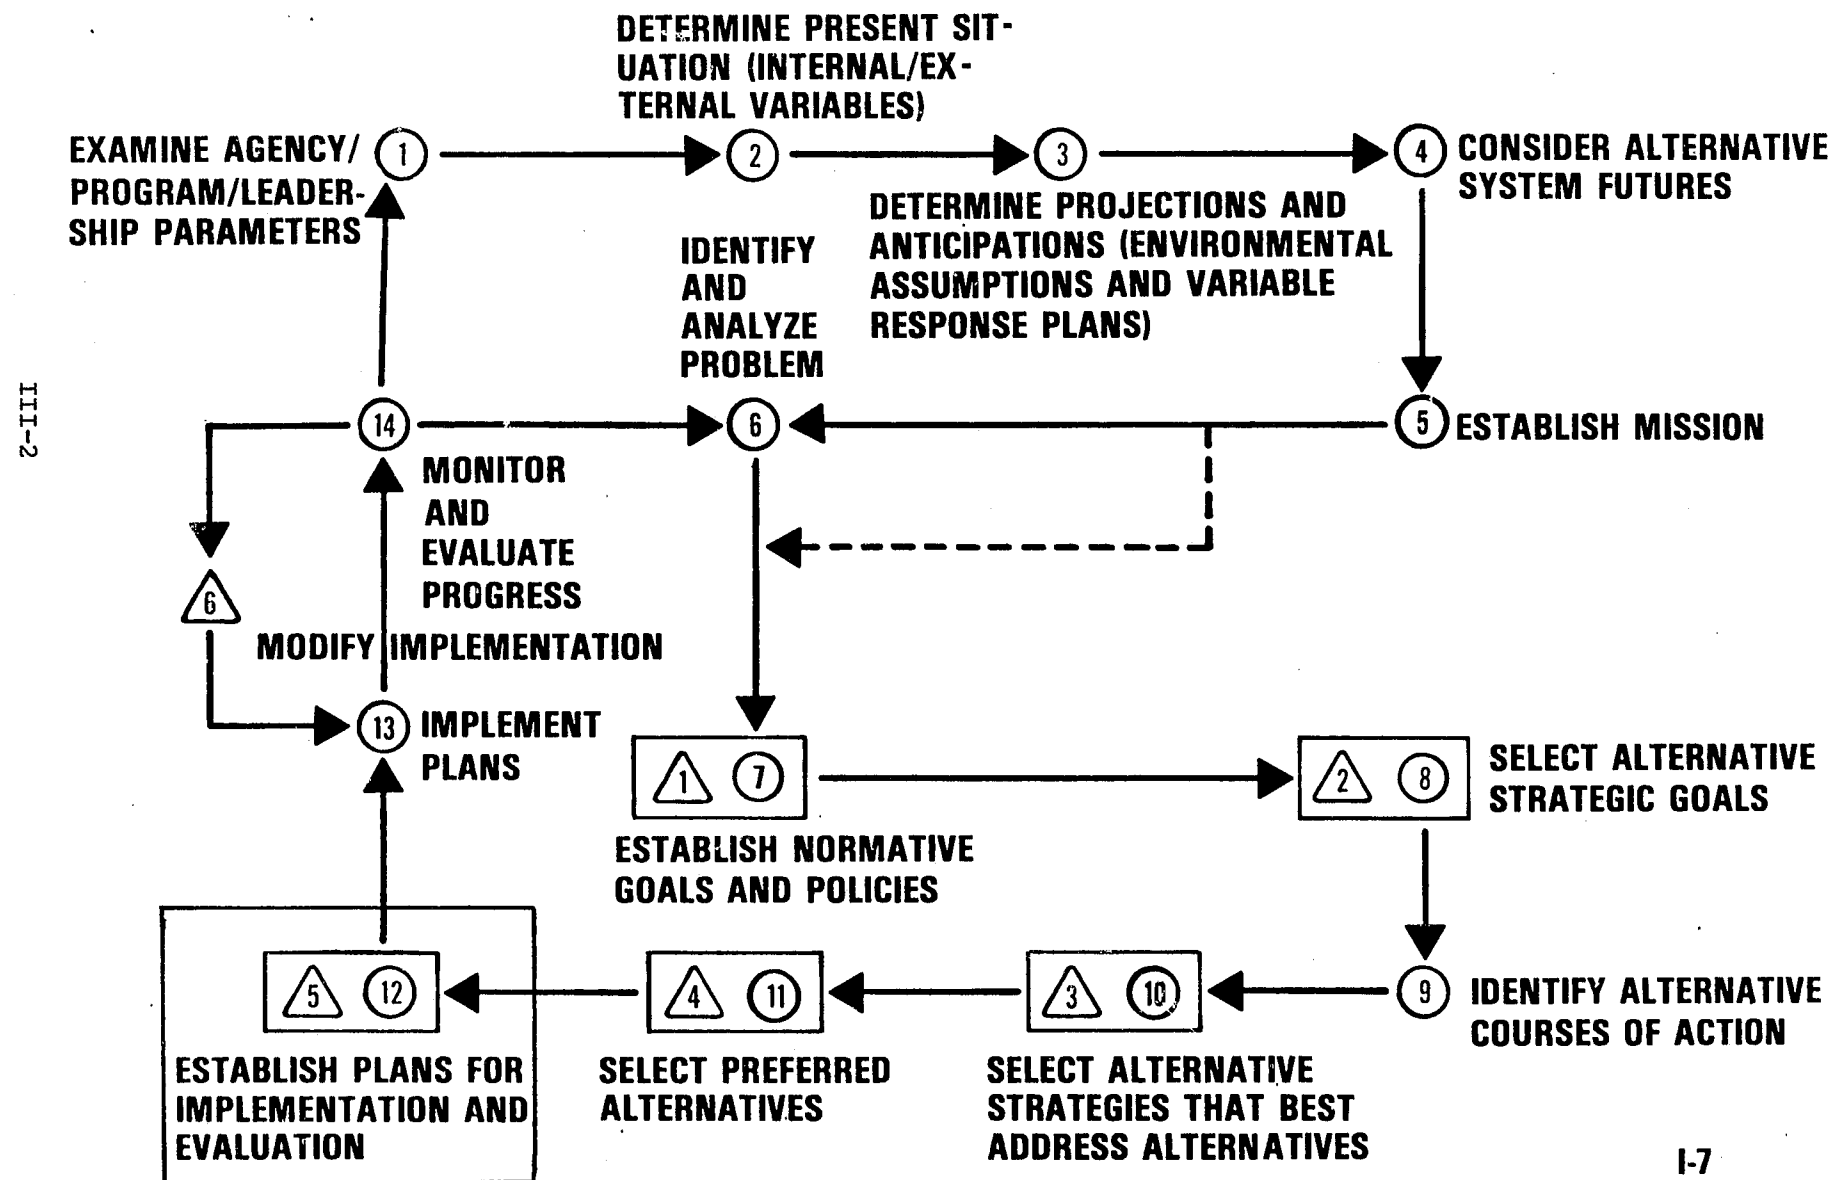 DETERMINE PRESENT SIT-
UATION (INTERNAL/EX-
TERNAL VARIABLES)
EXAMINE AGENCY/
PROGRAM/LEADER-
SHIP PARAMETERS
1
2
3
4
CONSIDER ALTERNATIVE
SYSTEM FUTURES
DETERMINE PROJECTIONS AND
ANTICIPATIONS (ENVIRONMENTAL
ASSUMPTIONS AND VARIABLE
RESPONSE PLANS)
IDENTIFY
AND
ANALYZE
PROBLEM
III-2
14
6
5
ESTABLISH MISSION
MONITOR
AND
EVALUATE
PROGRESS
6
MODIFY IMPLEMENTATION
13
IMPLEMENT
PLANS
1 7
ESTABLISH NORMATIVE
GOALS AND POLICIES
2 8
SELECT ALTERNATIVE
STRATEGIC GOALS
5 12
ESTABLISH PLANS FOR
IMPLEMENTATION AND
EVALUATION
4 11
SELECT PREFERRED
ALTERNATIVES
3 10
SELECT ALTERNATIVE
STRATEGIES THAT BEST
ADDRESS ALTERNATIVES
9
IDENTIFY ALTERNATIVE
COURSES OF ACTION
I-7